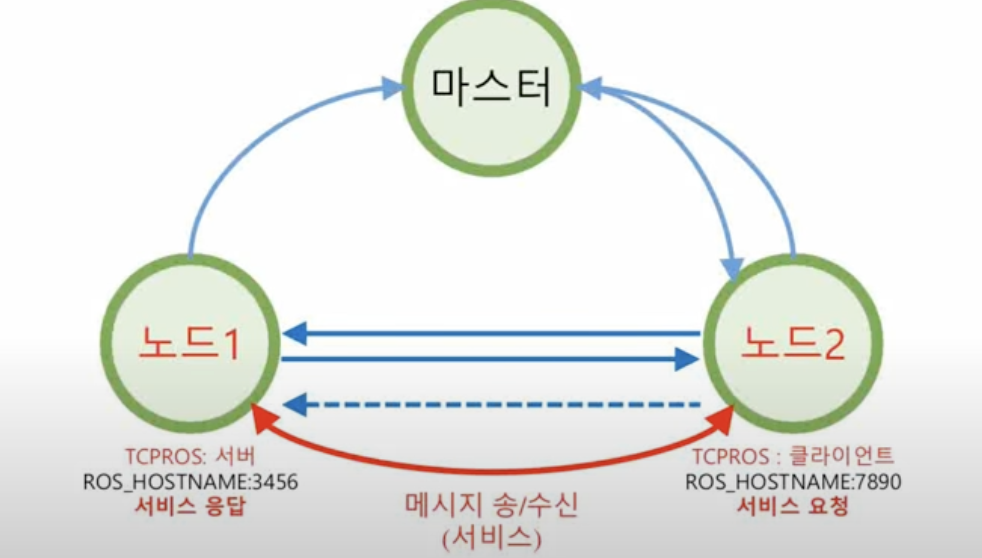 마스터
노드1
노드2
TCPROS: 서버
ROS_HOSTNAME:3456
서비스 응답
TCPROS : 클라이언트
ROS_HOSTNAME:7890
서비스 요청
메시지 송/수신
(서비스)